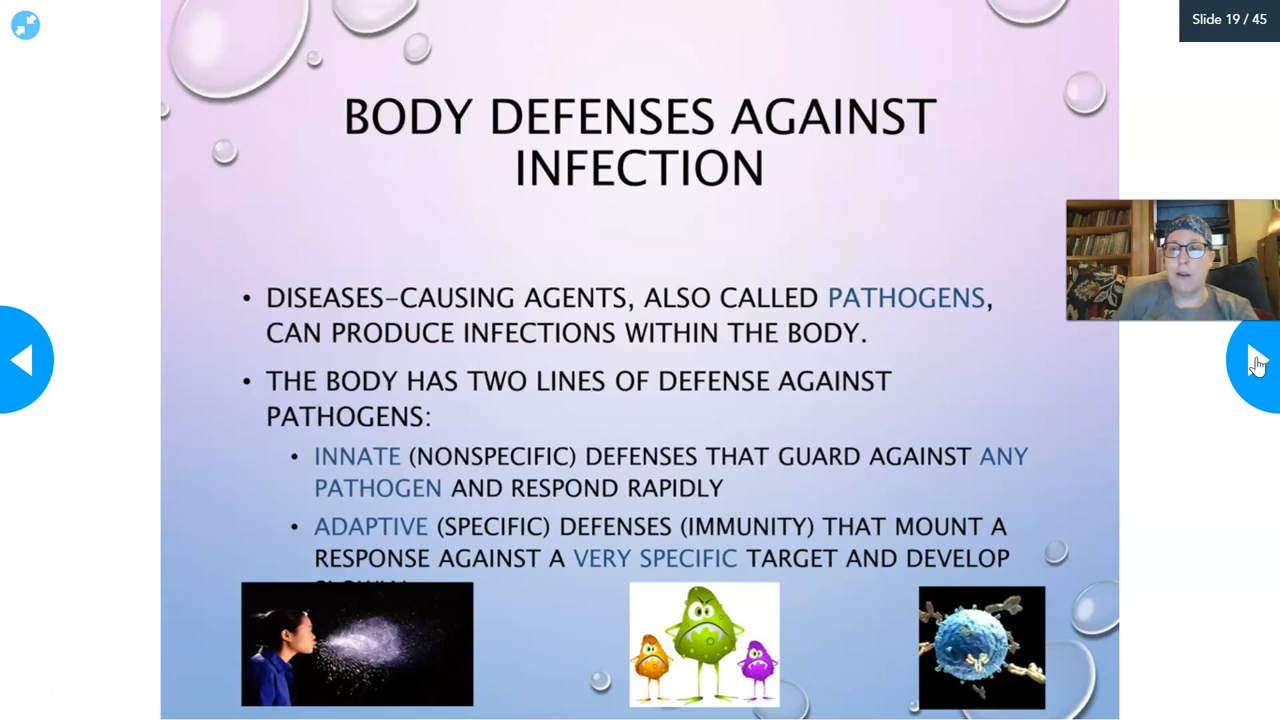 Slide 19 / 45
BODY DEFENSES AGAINST
INFECTION
• DISEASES-CAUSING AGENTS, ALSO CALLED PATHOGENS,
CAN PRODUCE INFECTIONS WITHIN THE BODY.
• THE BODY HAS TWO LINES OF DEFENSE AGAINST
PATHOGENS:
• INNATE (NONSPECIFIC) DEFENSES THAT GUARD AGAINST ANY
PATHOGEN AND RESPOND RAPIDLY
• ADAPTIVE (SPECIFIC) DEFENSES (IMMUNITY) THAT MOUNT A
RESPONSE AGAINST A VERY SPECIFIC TARGET AND DEVELOP